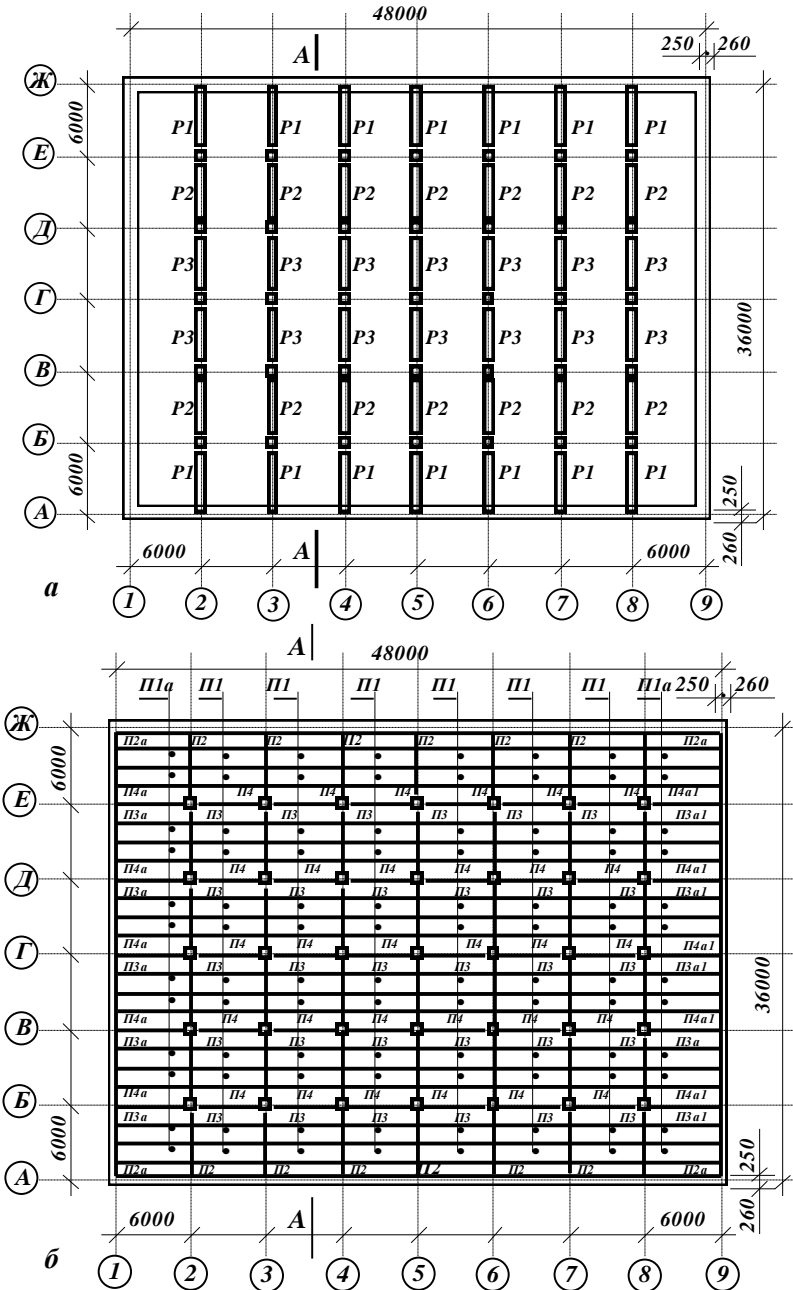 48000
А 250 260
Ж
6000
Р1 Р1 Р1 Р1 Р1 Р1 Р1
Е
Р2 Р2 Р2 Р2 Р2 Р2 Р2
Д
Р3 Р3 Р3 Р3 Р3 Р3 Р3
Г
36000
Р3 Р3 Р3 Р3 Р3 Р3 Р3
В
Р2 Р2 Р2 Р2 Р2 Р2 Р2
Б
6000
Р1 Р1 Р1 Р1 Р1 Р1 Р1
250
А
260
6000 А 6000
а
1 2 3 4 5 6 7 8 9
А 48000
П1а П1 П1 П1 П1 П1 П1 П1а 250 260
Ж
П2а П2 П2 П2 П2 П2 П2 П2а
6000
П4а П4 П4 П4 П4 П4 П4 П4а1
Е
П3а П3 П3 П3 П3 П3 П3 П3а1
П4а П4 П4 П4 П4 П4 П4 П4а1
Д
П3а П3 П3 П3 П3 П3 П3 П3а1
П4а П4 П4 П4 П4 П4 П4 П4а1
Г
П3а П3 П3 П3 П3 П3 П3 П3а1
36000
П4а П4 П4 П4 П4 П4 П4 П4а1
В
П3а П3 П3 П3 П3 П3 П3 П3а
П4а П4 П4 П4 П4 П4 П4 П4а1
Б
П3а П3 П3 П3 П3 П3 П3 П3а1
6000
250
А
П2а П2 П2 П2 П2 П2 П2 П2а
260
6000 А 6000
б
1 2 3 4 5 6 7 8 9